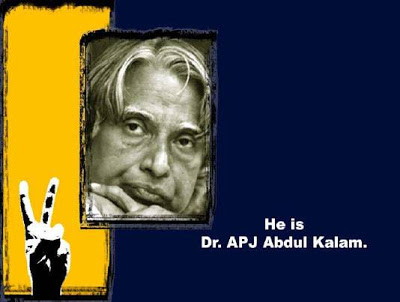 He is
Dr. APJ Abdul Kalam.